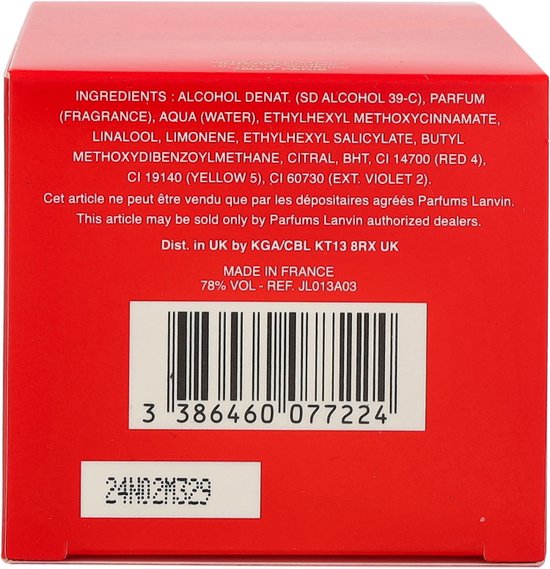 INGREDIENTS : ALCOHOL DENAT. (SD ALCOHOL 39-C), PARFUM
(FRAGRANCE), AQUA (WATER), ETHYLHEXYL METHOXYCINNAMATE,
LINALOOL, LIMONENE, ETHYLHEXYL SALICYLATE, BUTYL
METHOXYDIBENZOYLMETHANE, CITRAL, BHT, CI 14700 (RED 4),
CI 19140 (YELLOW 5), CI 60730 (EXT. VIOLET 2).
Cet article ne peut être vendu que par les dépositaires agréés Parfums Lanvin.
This article may be sold only by Parfums Lanvin authorized dealers.
Dist. in UK by KGA/CBL KT13 8RX UK
MADE IN FRANCE
78% VOL - REF. JL013A03
3 386460 077224
24N02M329